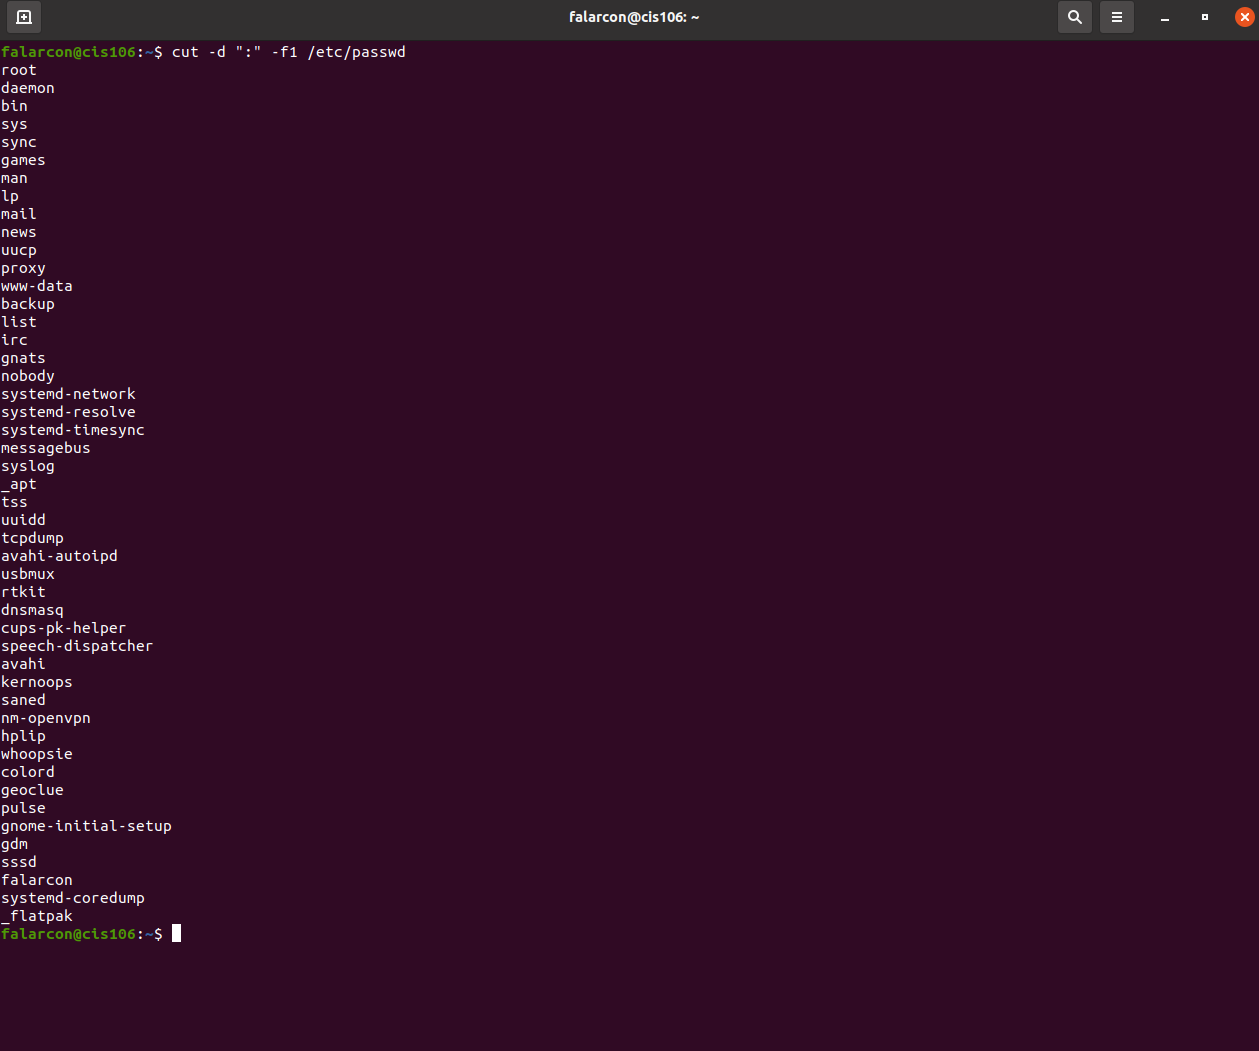 falarcon@cis106: ~
falarcon@cis106:~$ cut -d ":" -f1 /etc/passwd
root
daemon
bin
sys
sync
games
man
lp
mail
news
uucp
proxy
www-data
backup
list
irc
gnats
nobody
systemd-network
systemd-resolve
systemd-timesync
messagebus
syslog
_apt
tss
uuidd
tcpdump
avahi-autoipd
usbmux
rtkit
dnsmasq
cups-pk-helper
speech-dispatcher
avahi
kernoops
saned
nm-openvpn
hplip
whoopsie
colord
geoclue
pulse
gnome-initial-setup
gdm
sssd
falarcon
systemd-coredump
_flatpak
falarcon@cis106:~$